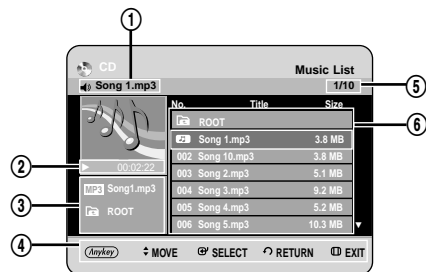 1
CD
Music List
Song 1.mp3
1/10
5
No. Title Size
ROOT
6
Song 1.mp3 3.8 MB
002 Song 10.mp3 3.8 MB
2
00:02:22
003 Song 2.mp3 5.1 MB
MP3 Song1.mp3
004 Song 3.mp3 9.2 MB
3
ROOT
005 Song 4.mp3 5.2 MB
006 Song 5.mp3 10.3 MB
4
Anykey MOVE SELECT RETURN EXIT